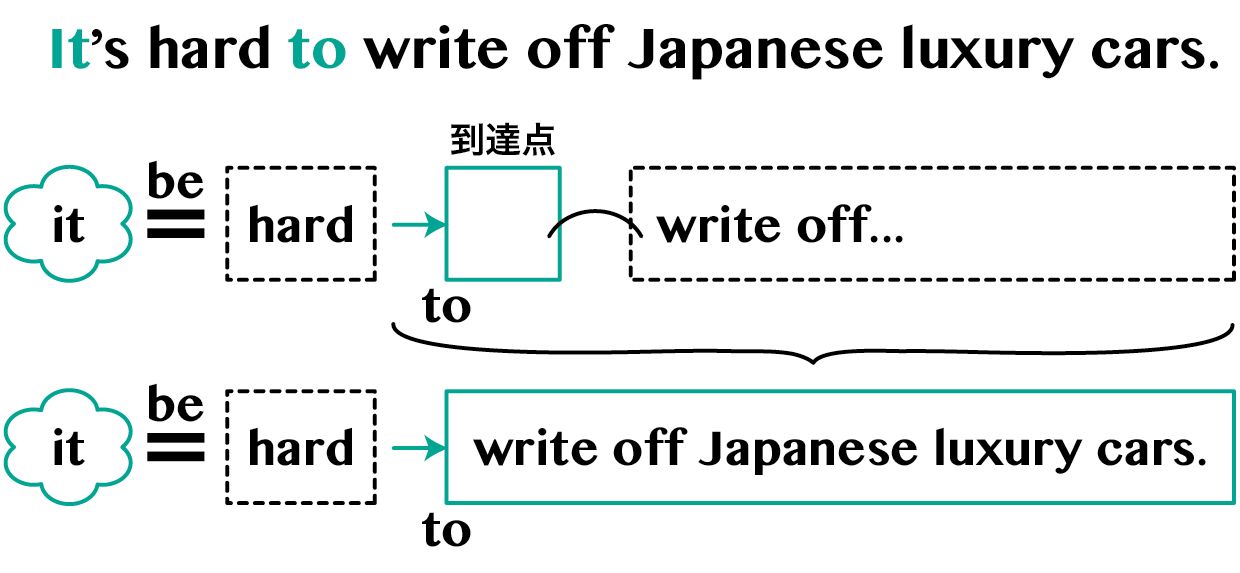 It’s hard to write off Japanese luxury cars.
到達点
be
it hard write off...
to
be
it hard write off Japanese luxury cars.
to